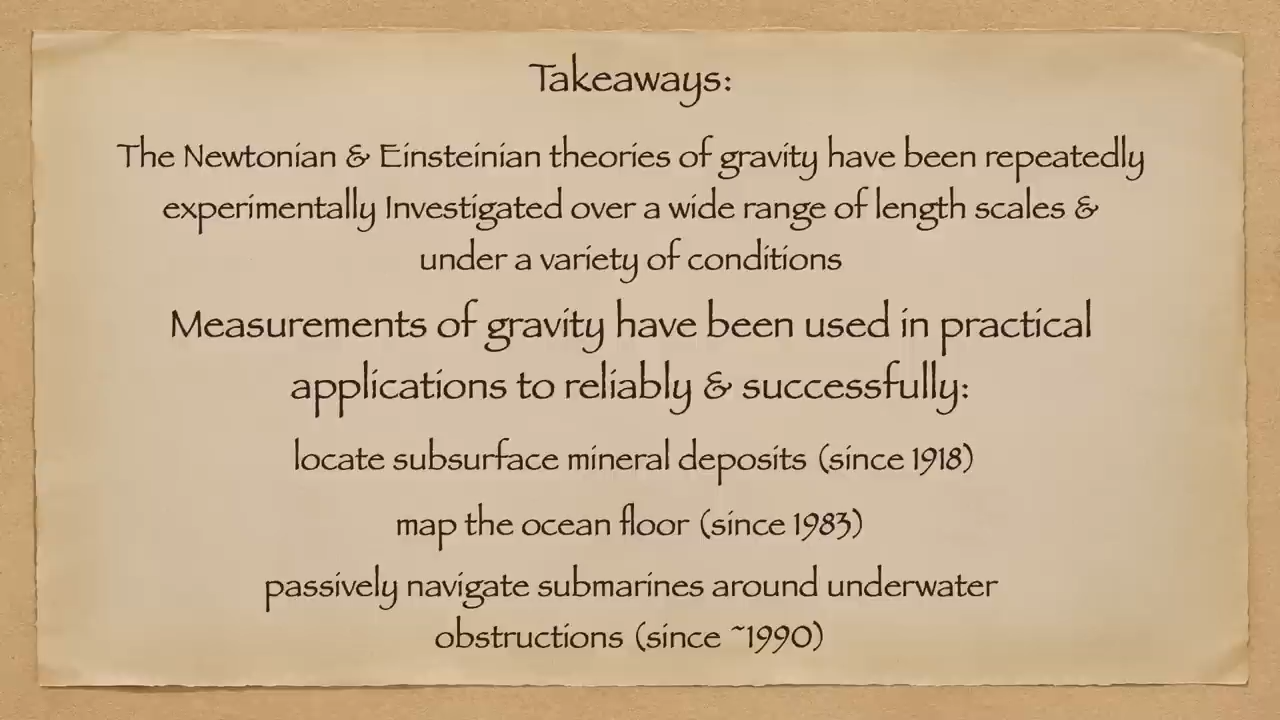 Takeaways:
The Newtonian & Einsteinian theories of gravity have been repeatedly
experimentally Investigated over a wide range of length scales &
under a variety of conditions
Measurements of gravity have been used in practical
applications to reliably & successfully:
locate subsurface mineral deposits (since 1918)
map the ocean floor (since 1983)
passively navigate submarines around underwater
obstructions (since ~1990)